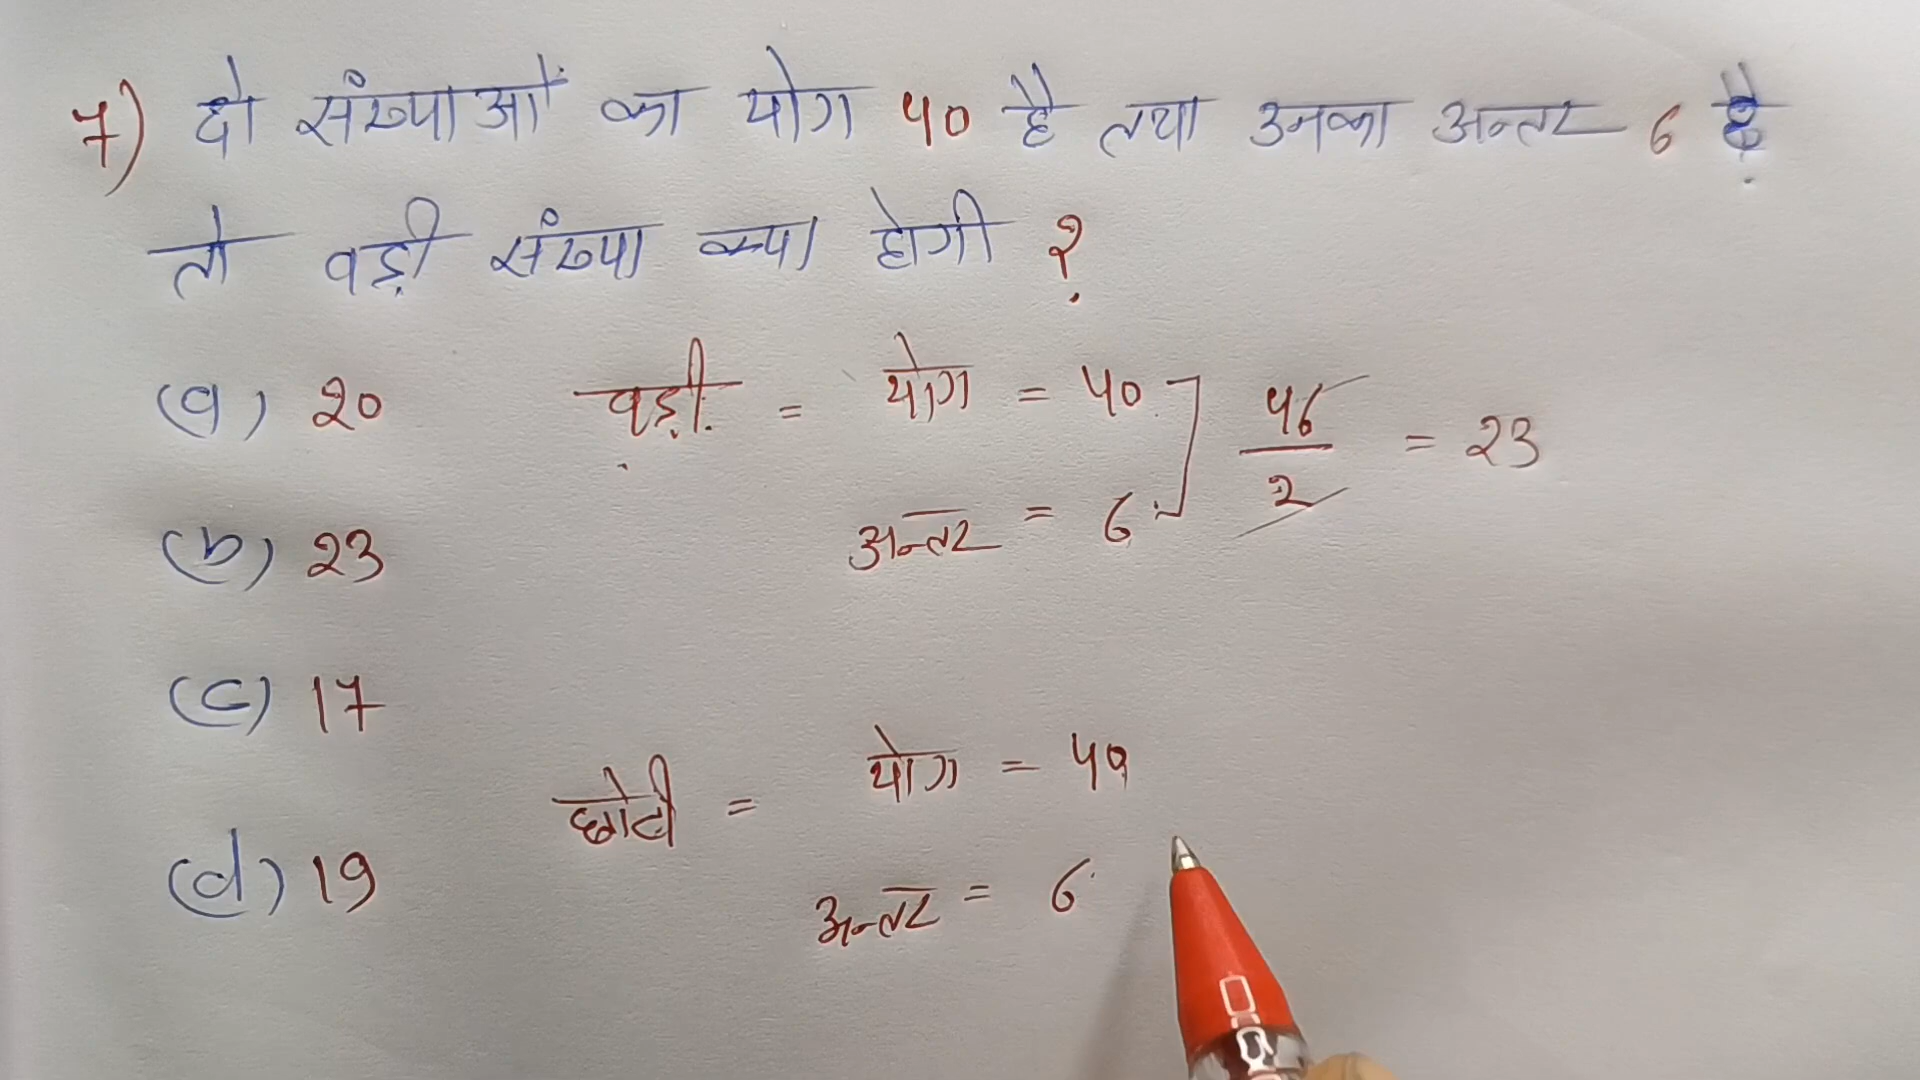 7) दो संख्याओं का योग 40 है तथा उनका अन्तर 6 है
तो बड़ी संख्या क्या होगी ?
(a) 20
(b) 23
(c) 17
(d) 19
बड़ी = योग = 40
अन्तर = 6
46/2 = 23
छोटी = योग = 40
अन्तर = 6